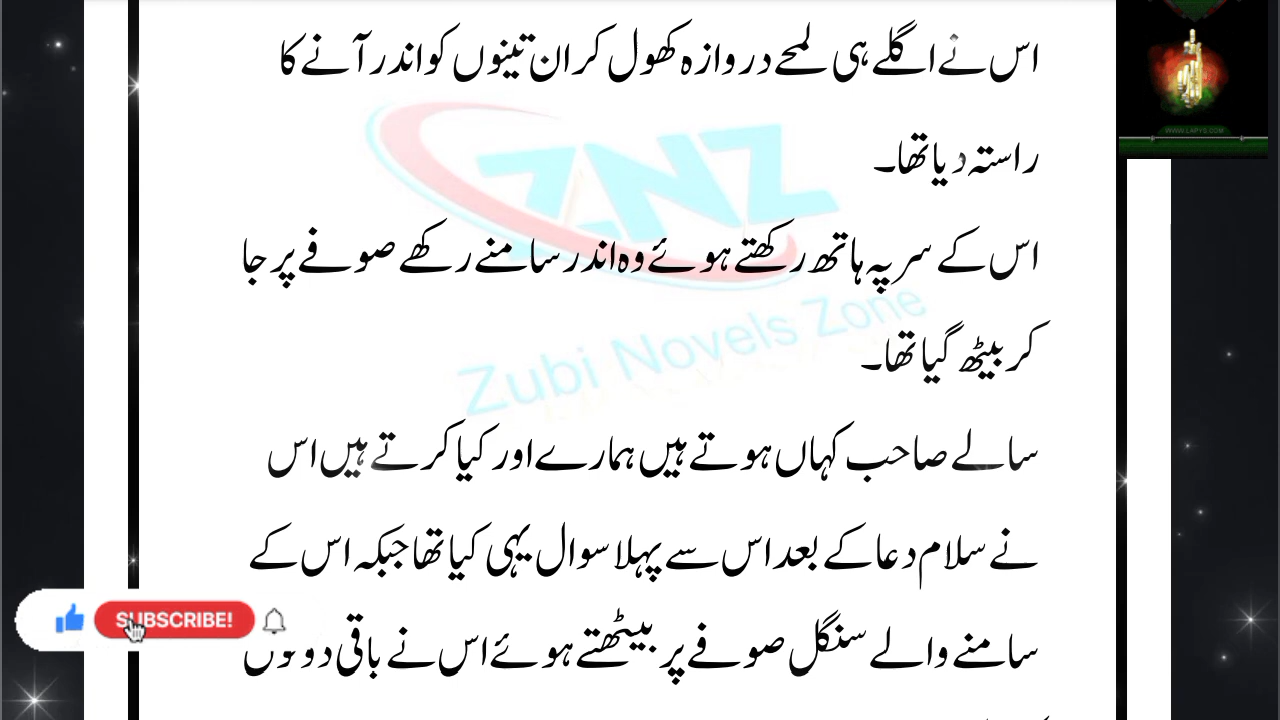 اس نے اگلے ہی لمحے دروازہ کھول کر ان تینوں کو اندر آنے کا
راستہ دیا تھا۔
اس کے سر پہ ہاتھ رکھتے ہوئے وہ اندر سامنے رکھے صوفے پر جا
کر بیٹھ گیا تھا۔
سالے صاحب کہاں ہوتے ہیں ہمارے اور کیا کرتے ہیں اس
نے سلام دعا کے بعد اس سے پہلا سوال یہی کیا تھا جبکہ اس کے
سامنے والے سنگل صوفے پر بیٹھتے ہوئے اس نے باقی دونوں
ZNZ
Zubi Novels Zone
SUBSCRIBE!
WWW.LAPYS.COM